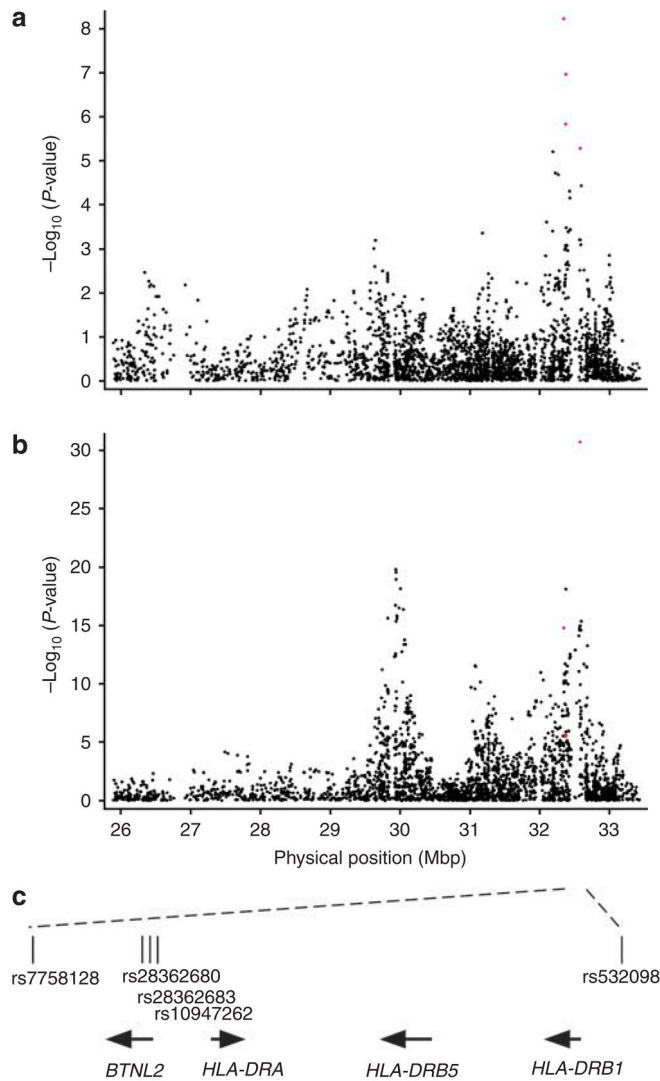 a
8
7
6
5
4
3
2
1
0
−Log10 (P-value)
b
30
25
20
15
10
5
0
−Log10 (P-value)
26 27 28 29 30 31 32 33
Physical position (Mbp)
c
rs7758128 rs28362680 rs532098
rs28362683
rs10947262
BTNL2 HLA-DRA HLA-DRB5 HLA-DRB1